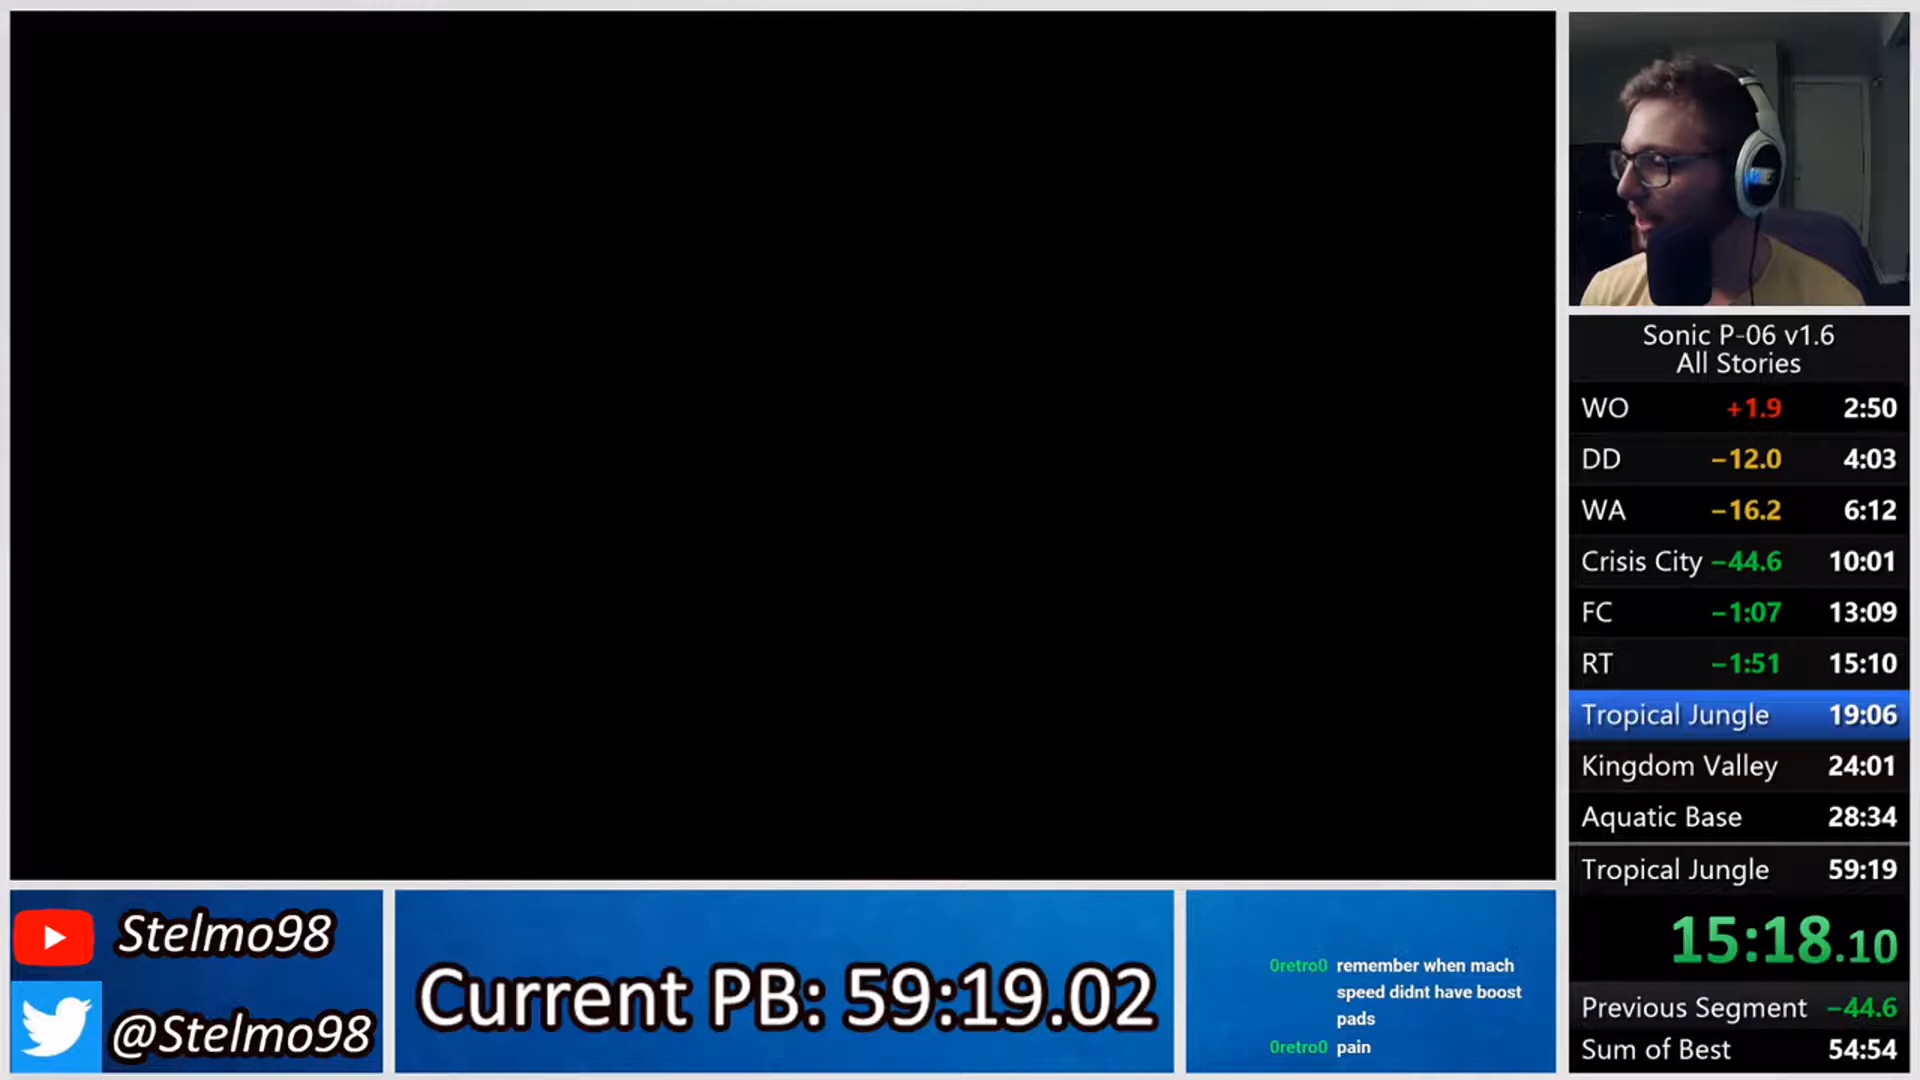 Sonic P-06 v1.6
All Stories
WO +1.9 2:50
DD −12.0 4:03
WA −16.2 6:12
Crisis City −44.6 10:01
FC −1:07 13:09
RT −1:51 15:10
Tropical Jungle 19:06
Kingdom Valley 24:01
Aquatic Base 28:34
Tropical Jungle 59:19
15:18.10
Previous Segment −44.6
Sum of Best 54:54
Stelmo98
@Stelmo98
Current PB: 59:19.02
0retro0 remember when mach
speed didnt have boost
pads
0retro0 pain